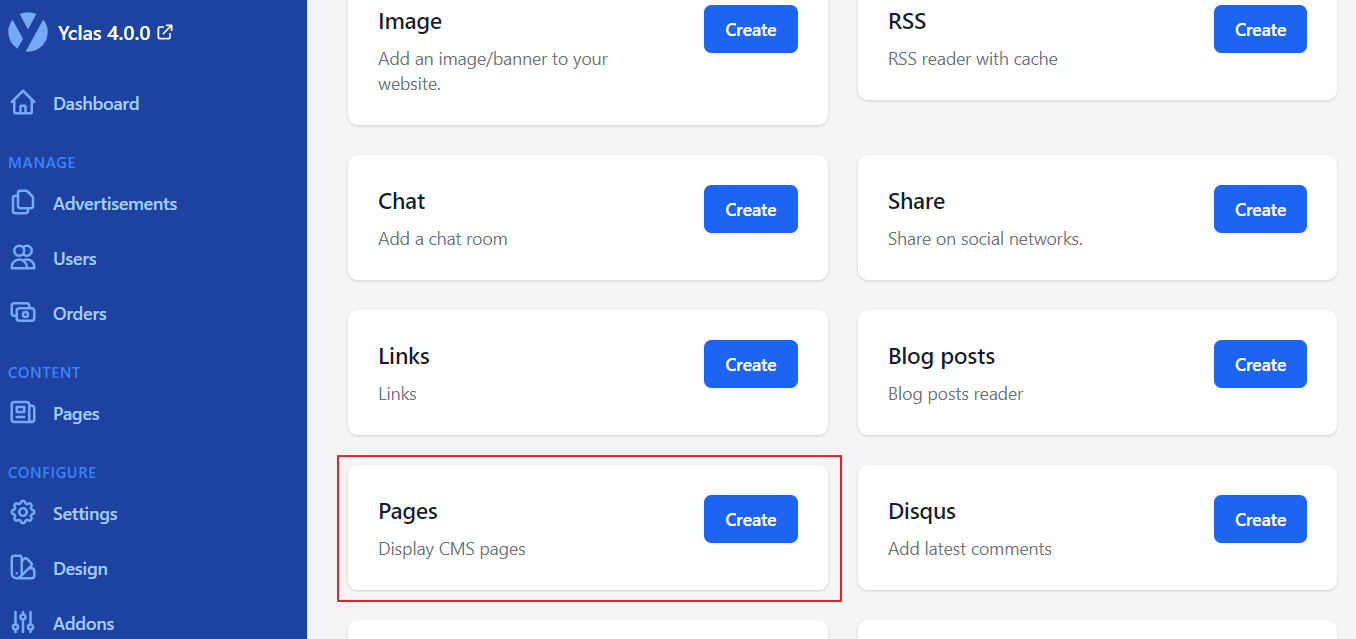 Yclas 4.0.0
Dashboard
MANAGE
Advertisements
Users
Orders
CONTENT
Pages
CONFIGURE
Settings
Design
Addons
Image
Create
Add an image/banner to your
website.
RSS
Create
RSS reader with cache
Chat
Create
Add a chat room
Share
Create
Share on social networks.
Links
Create
Links
Blog posts
Create
Blog posts reader
Pages
Create
Display CMS pages
Disqus
Create
Add latest comments